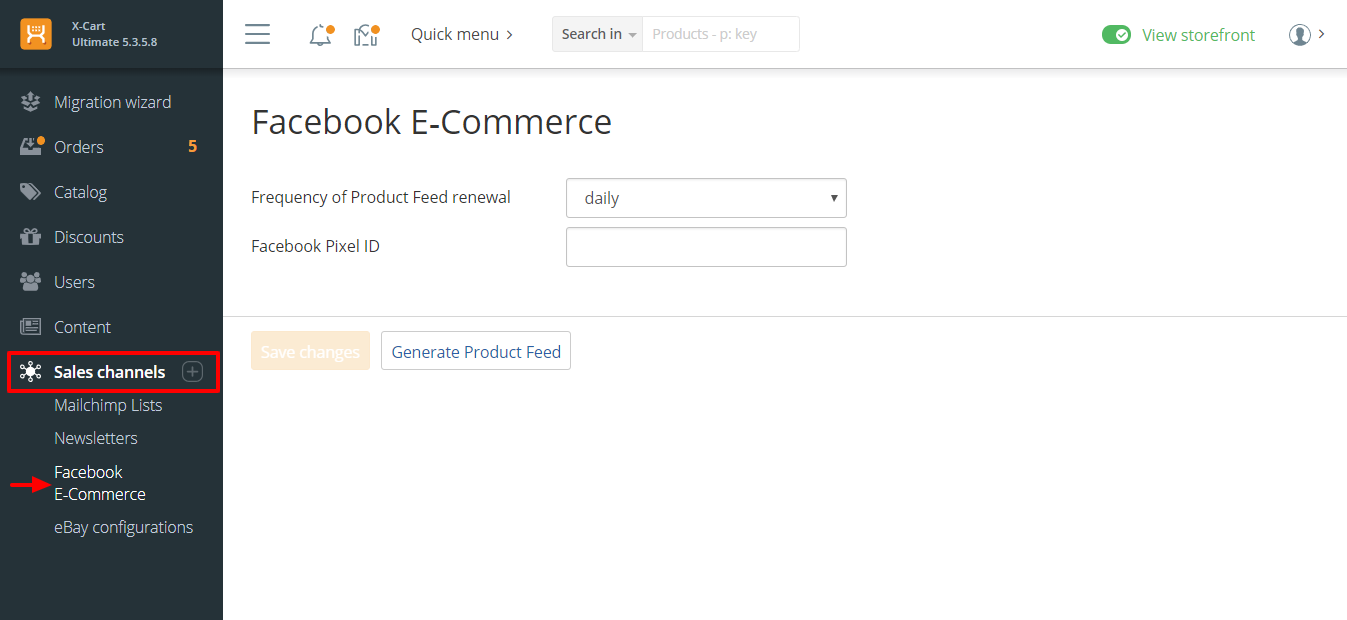 X-Cart
Ultimate 5.3.5.8
Quick menu
Search in
Products - p: key
View storefront
Migration wizard
Orders 5
Catalog
Discounts
Users
Content
Sales channels
Mailchimp Lists
Newsletters
Facebook
E-Commerce
eBay configurations
Facebook E-Commerce
Frequency of Product Feed renewal
daily
Facebook Pixel ID
Save changes
Generate Product Feed